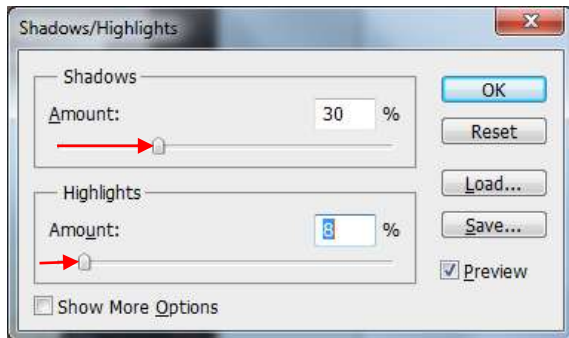 Shadows/Highlights
Shadows
Amount:
30 %
Highlights
Amount:
8 %
Show More Options
OK
Reset
Load...
Save...
Preview